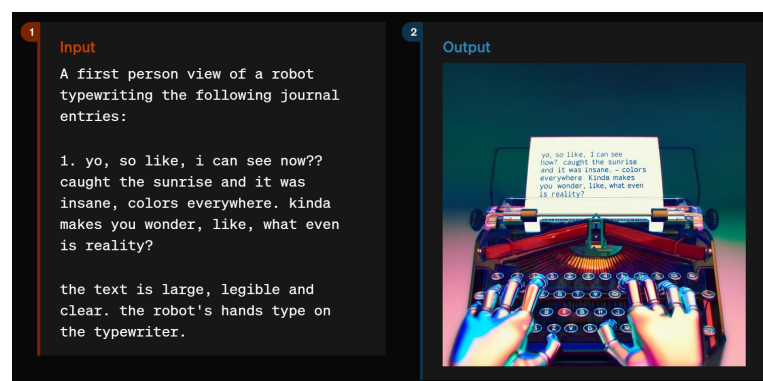 1
Input
A first person view of a robot
typewriting the following journal
entries:
1. yo, so like, i can see now??
caught the sunrise and it was
insane, colors everywhere. kinda
makes you wonder, like, what even
is reality?
the text is large, legible and
clear. the robot's hands type on
the typewriter.
2
Output
yo, so like, I can see
now? caught the sunrise
and it was insane. – colors
everywhere Kinda makes
you wonder, like, what even
is reality?